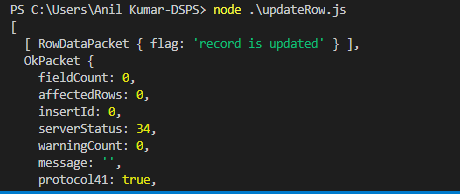 PS C:\Users\Anil Kumar-DSPS> node .\updateRow.js
[
  [ RowDataPacket { flag: 'record is updated' } ],
  OkPacket {
    fieldCount: 0,
    affectedRows: 0,
    insertId: 0,
    serverStatus: 34,
    warningCount: 0,
    message: '',
    protocol41: true,